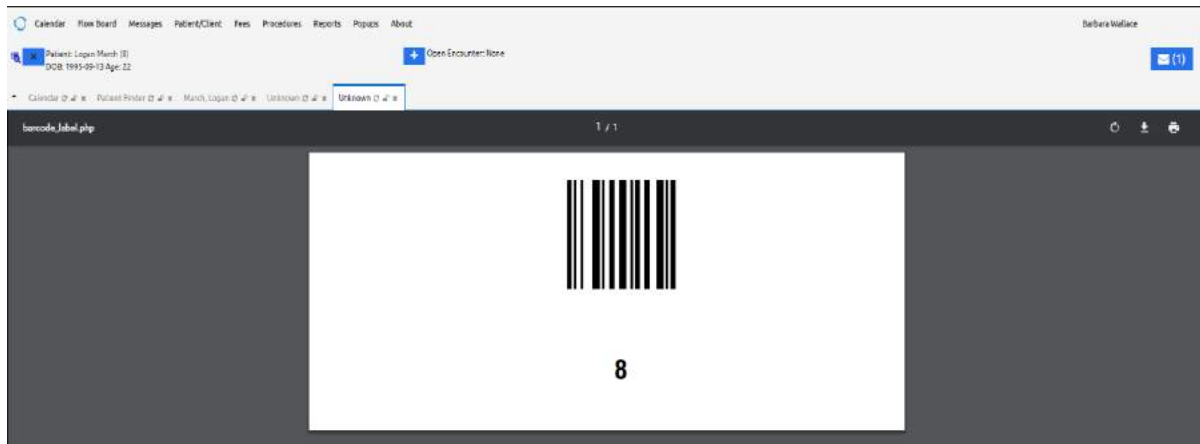 Calendar Flow Board Messages Patient/Client Fees Procedures Reports Popups About
Barbara Wallace
Patient: Logan March (8)
DOB: 1995-09-13 Age: 22
Open Encounter: None
(1)
Calendar Patient Finder March, Logan Unknown Unknown
barcode_label.php
1 / 1
8